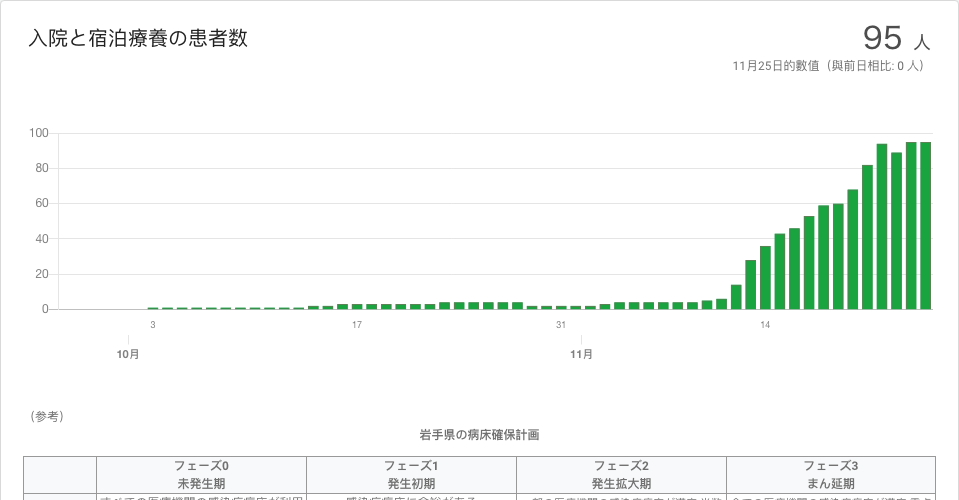 入院と宿泊療養の患者数
95 人
11月25日的數值（與前日相比: 0 人）
100
80
60
40
20
0
3 17 31 14
10月 11月
(参考)
岩手県の病床確保計画
フェーズ0 フェーズ1 フェーズ2 フェーズ3
未発生期 発生初期 発生拡大期 まん延期